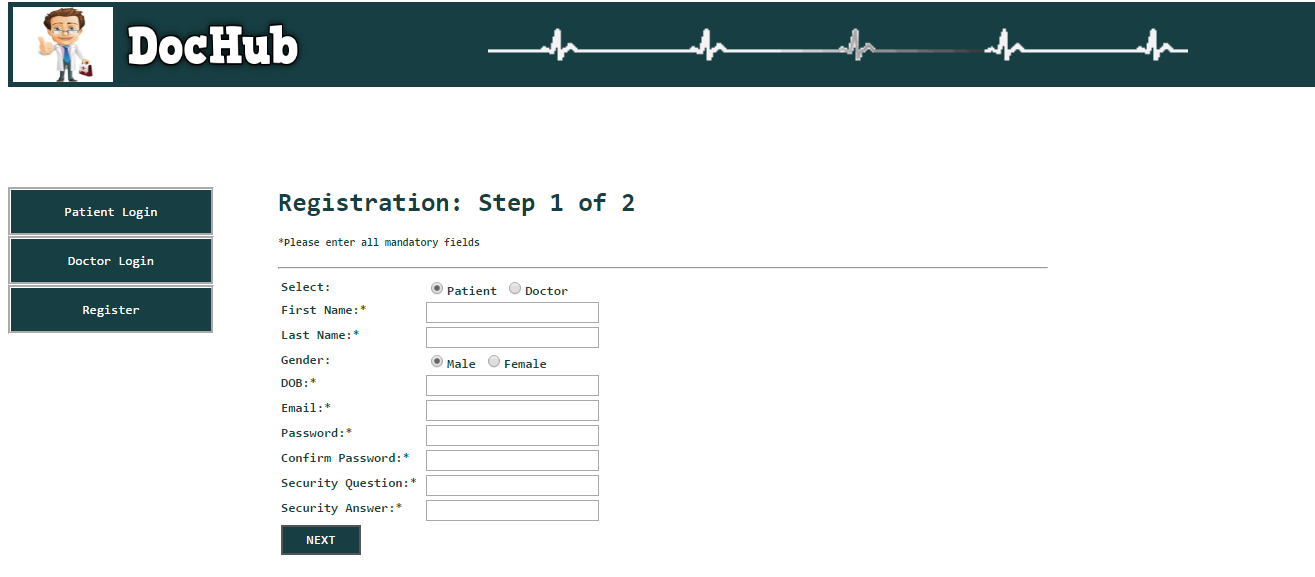 DocHub
Patient Login
Doctor Login
Register
Registration: Step 1 of 2
*Please enter all mandatory fields
Select: Patient Doctor
First Name:*
Last Name:*
Gender: Male Female
DOB:*
Email:*
Password:*
Confirm Password:*
Security Question:*
Security Answer:*
NEXT